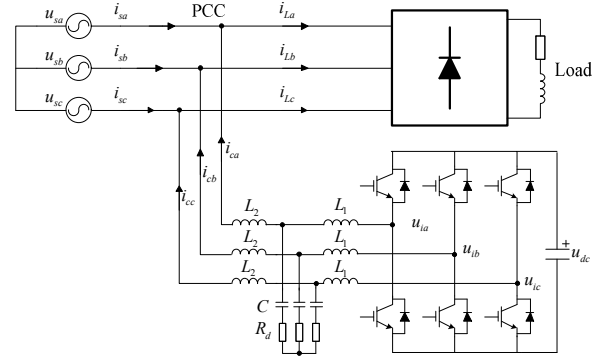 u_sa i_sa PCC i_La
u_sb i_sb i_Lb Load
u_sc i_sc i_Lc
i_ca
i_cb
i_cc
L_2 L_1 u_ia
L_2 L_1 u_ib + u_dc
L_2 L_1 u_ic
C
R_d